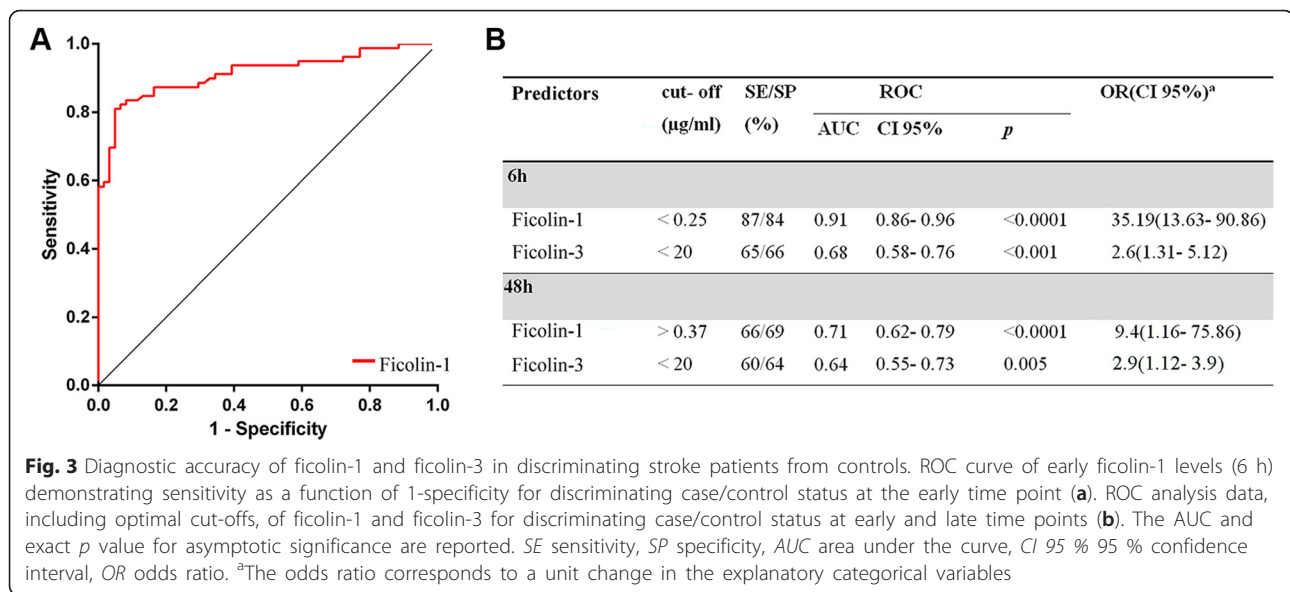 A
1.0
0.8
0.6
0.4
0.2
0.0
Sensitivity
Ficolin-1
0.0 0.2 0.4 0.6 0.8 1.0
1 - Specificity
B
Predictors cut- off SE/SP ROC OR(CI 95%)ᵃ
(µg/ml) (%) AUC CI 95% p
6h
Ficolin-1 < 0.25 87/84 0.91 0.86- 0.96 <0.0001 35.19(13.63- 90.86)
Ficolin-3 < 20 65/66 0.68 0.58- 0.76 <0.001 2.6(1.31- 5.12)
48h
Ficolin-1 > 0.37 66/69 0.71 0.62- 0.79 <0.0001 9.4(1.16- 75.86)
Ficolin-3 < 20 60/64 0.64 0.55- 0.73 0.005 2.9(1.12- 3.9)
Fig. 3 Diagnostic accuracy of ficolin-1 and ficolin-3 in discriminating stroke patients from controls. ROC curve of early ficolin-1 levels (6 h)
demonstrating sensitivity as a function of 1-specificity for discriminating case/control status at the early time point (a). ROC analysis data,
including optimal cut-offs, of ficolin-1 and ficolin-3 for discriminating case/control status at early and late time points (b). The AUC and
exact p value for asymptotic significance are reported. SE sensitivity, SP specificity, AUC area under the curve, CI 95 % 95 % confidence
interval, OR odds ratio. ᵃThe odds ratio corresponds to a unit change in the explanatory categorical variables